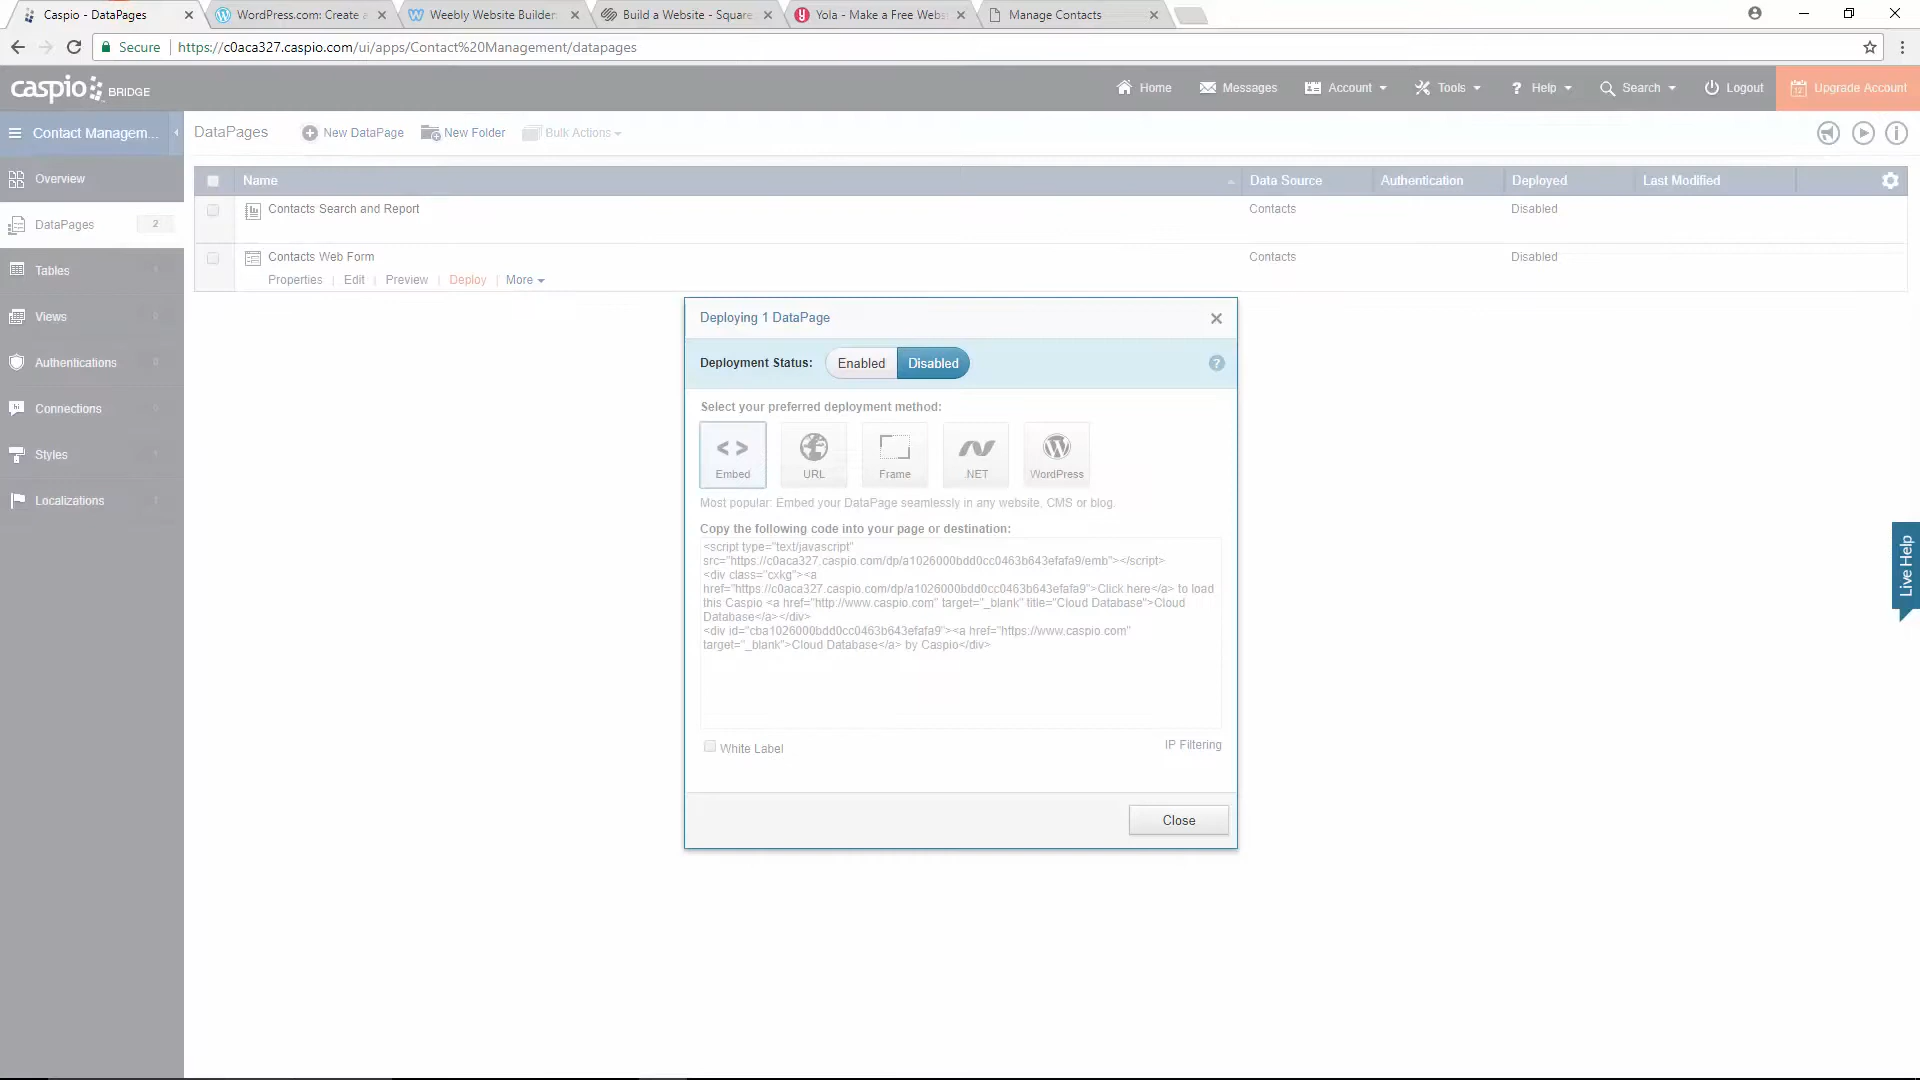 Caspio - DataPages
WordPress.com: Create a
Weebly Website Builder:
Build a Website - Square
Yola - Make a Free Webs
Manage Contacts
Secure
https://c0aca327.caspio.com/ui/apps/Contact%20Management/datapages
caspio BRIDGE
Home
Messages
Account
Tools
? Help
Search
Logout
Upgrade Account
Contact Managem...
DataPages
New DataPage
New Folder
Bulk Actions
Overview
DataPages 2
Tables
Views
Authentications
Connections
Styles
Localizations
Name
Data Source
Authentication
Deployed
Last Modified
Contacts Search and Report
Contacts
Disabled
Contacts Web Form
Contacts
Disabled
Properties | Edit | Preview | Deploy | More
Deploying 1 DataPage
Deployment Status: Enabled Disabled
?
Select your preferred deployment method:
< >
Embed
URL
Frame
.NET
WordPress
Most popular: Embed your DataPage seamlessly in any website, CMS or blog.
Copy the following code into your page or destination:
<script type="text/javascript"
src="https://c0aca327.caspio.com/dp/a1026000bdd0cc0463b643efafa9/emb"></script>
<div class="cxkg"><a
href="https://c0aca327.caspio.com/dp/a1026000bdd0cc0463b643efafa9">Click here</a> to load
this Caspio <a href="http://www.caspio.com" target="_blank" title="Cloud Database">Cloud
Database</a></div>
<div id="cba1026000bdd0cc0463b643efafa9"><a href="https://www.caspio.com"
target="_blank">Cloud Database</a> by Caspio</div>
White Label
IP Filtering
Close
Live Help